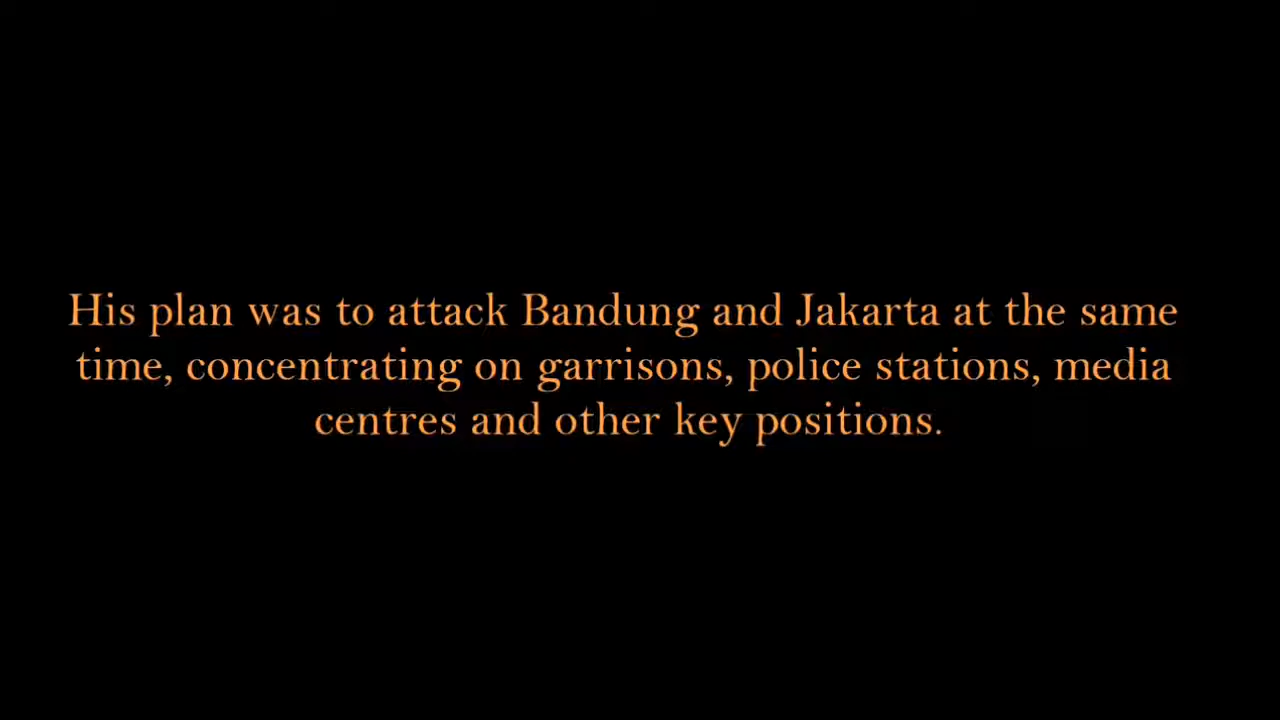 His plan was to attack Bandung and Jakarta at the same
time, concentrating on garrisons, police stations, media
centres and other key positions.